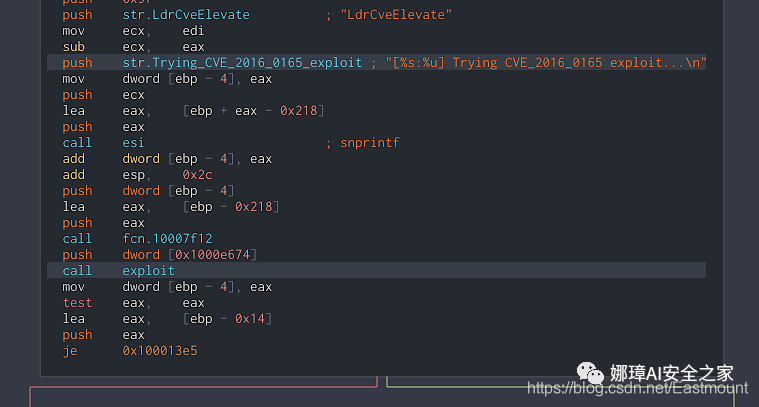 push 0x9f
push str.LdrCveElevate ; "LdrCveElevate"
mov ecx, edi
sub ecx, eax
push str.Trying_CVE_2016_0165_exploit ; "[%s:%u] Trying CVE_2016_0165 exploit...\n"
mov dword [ebp - 4], eax
push ecx
lea eax, [ebp + eax - 0x218]
push eax
call esi ; snprintf
add dword [ebp - 4], eax
add esp, 0x2c
push dword [ebp - 4]
lea eax, [ebp - 0x218]
push eax
call fcn.10007f12
push dword [0x1000e674]
call exploit
mov dword [ebp - 4], eax
test eax, eax
lea eax, [ebp - 0x14]
push eax
je 0x100013e5
娜璋AI安全之家
https://blog.csdn.net/Eastmount